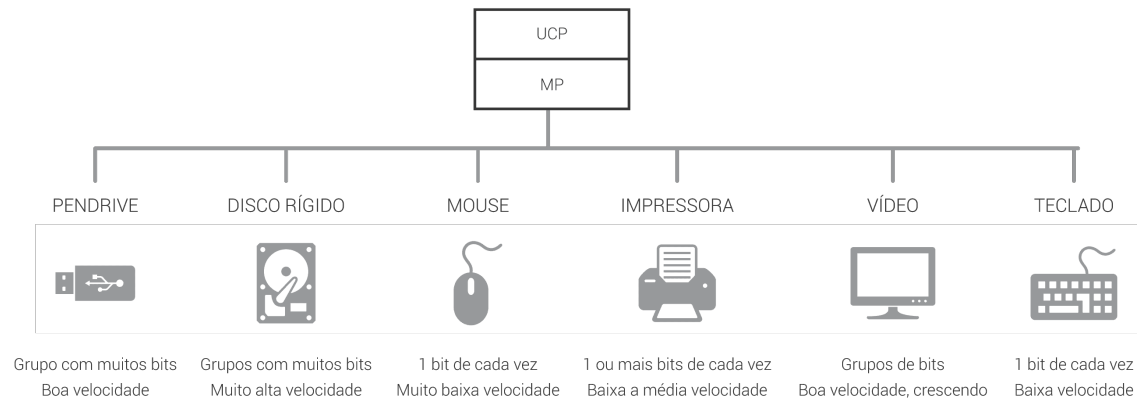 UCP
MP
PENDRIVE
DISCO RÍGIDO
MOUSE
IMPRESSORA
VÍDEO
TECLADO
Grupo com muitos bits
Boa velocidade
Grupos com muitos bits
Muito alta velocidade
1 bit de cada vez
Muito baixa velocidade
1 ou mais bits de cada vez
Baixa a média velocidade
Grupos de bits
Boa velocidade, crescendo
1 bit de cada vez
Baixa velocidade